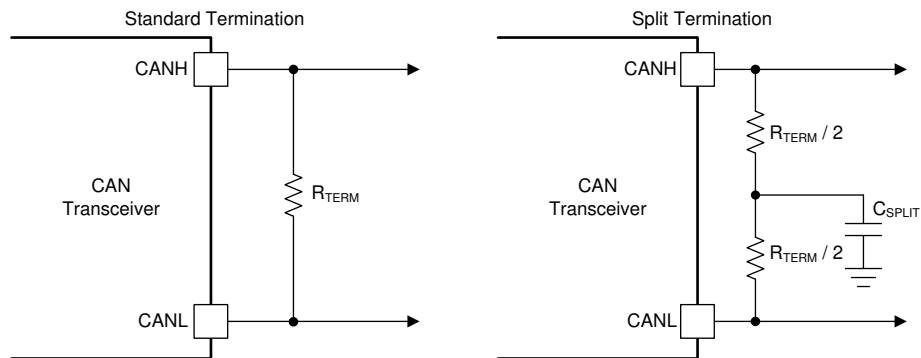 Standard Termination
CANH
CAN
Transceiver
R_TERM
CANL
Split Termination
CANH
R_TERM / 2
CAN
Transceiver
C_SPLIT
R_TERM / 2
CANL